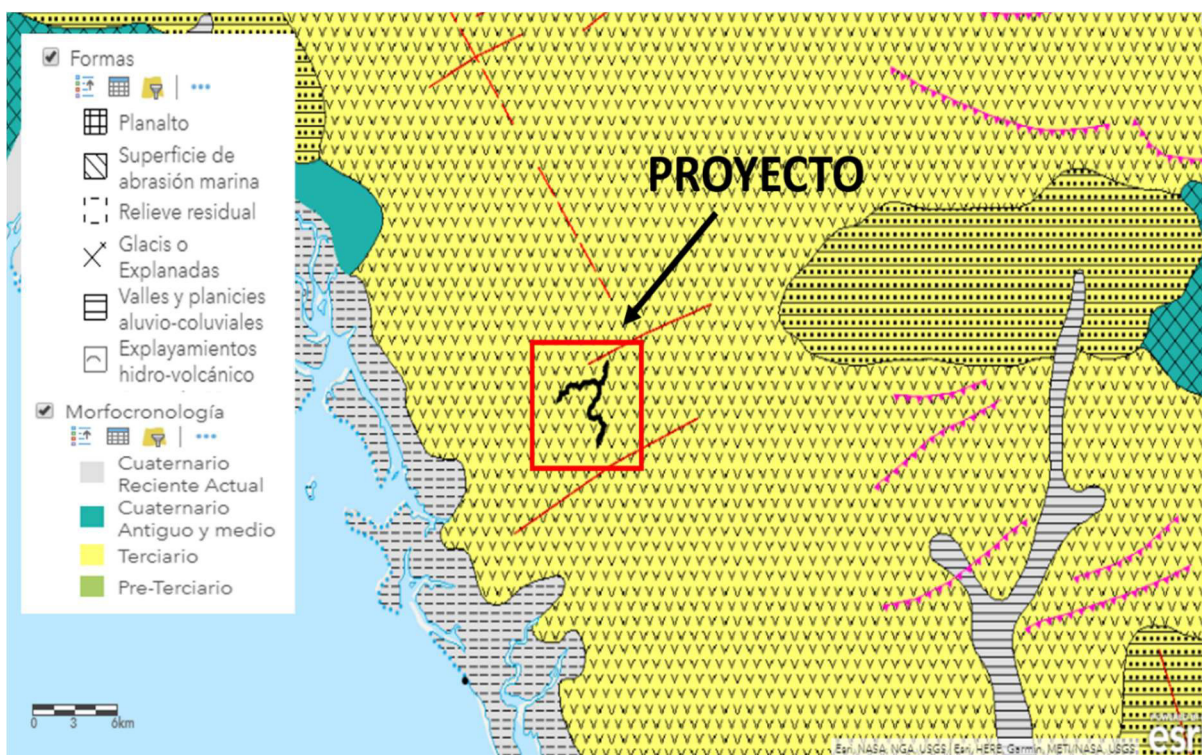 Formas
Planalto
Superficie de
abrasión marina
Relieve residual
Glacis o
Explanadas
Valles y planicies
aluvio-coluviales
Explayamientos
hidro-volcánico
Morfocronología
Cuaternario
Reciente Actual
Cuaternario
Antiguo y medio
Terciario
Pre-Terciario
PROYECTO
0 3 6km
Esri, NASA, NGA, USGS | Esri, HERE, Garmin, METI/NASA, USGS
esri